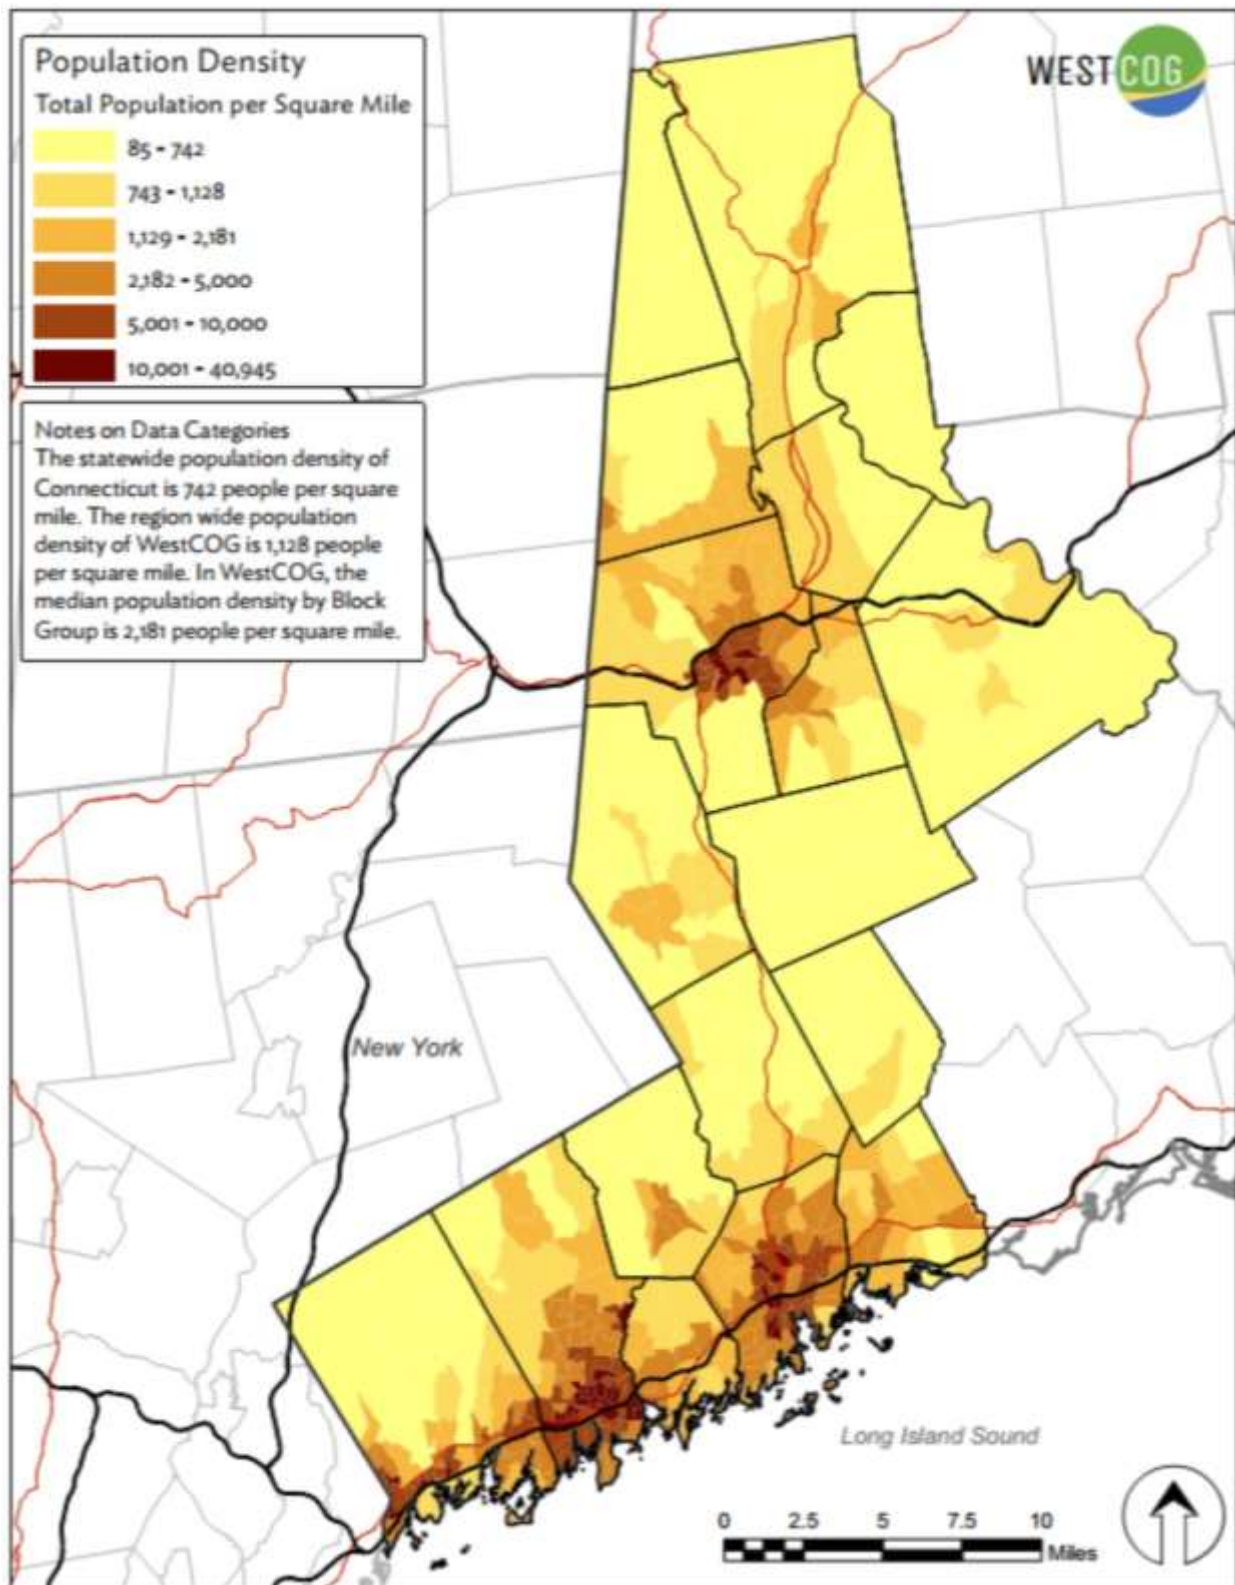 Population Density
Total Population per Square Mile
85 - 742
743 - 1,128
1,129 - 2,181
2,182 - 5,000
5,001 - 10,000
10,001 - 40,945
Notes on Data Categories
The statewide population density of
Connecticut is 742 people per square
mile. The region wide population
density of WestCOG is 1,128 people
per square mile. In WestCOG, the
median population density by Block
Group is 2,181 people per square mile.
WESTCOG
New York
Long Island Sound
0 2.5 5 7.5 10
Miles